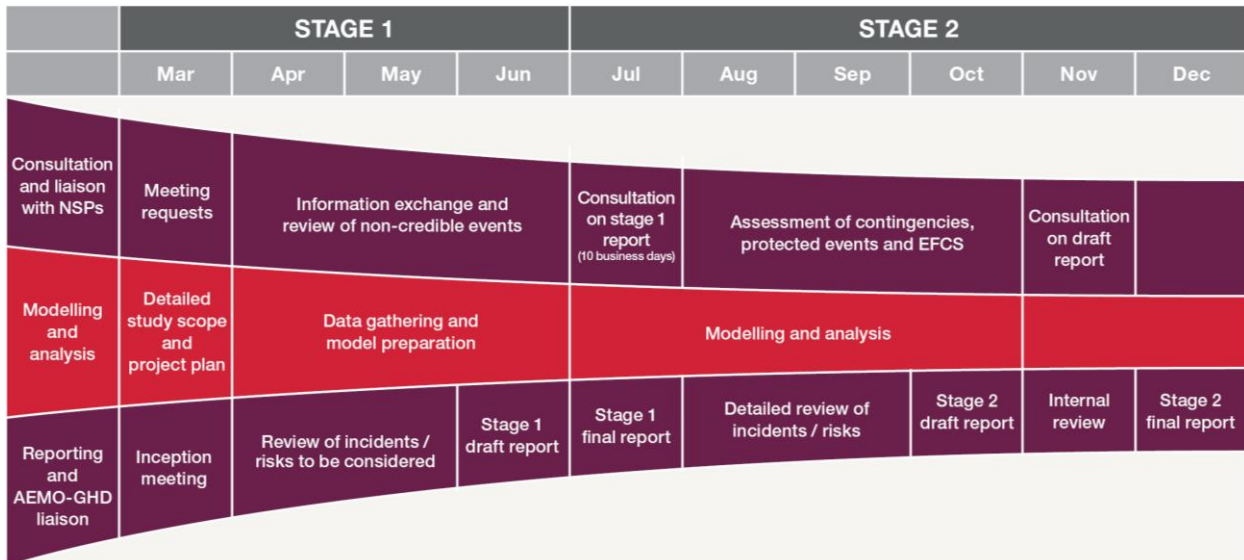 STAGE 1
STAGE 2
Mar
Apr
May
Jun
Jul
Aug
Sep
Oct
Nov
Dec
Consultation
and liaison
with NSPs
Meeting
requests
Information exchange and
review of non-credible events
Consultation
on stage 1
report
(10 business days)
Assessment of contingencies,
protected events and EFCS
Consultation
on draft
report
Modelling
and
analysis
Detailed
study scope
and
project plan
Data gathering and
model preparation
Modelling and analysis
Reporting
and
AEMO-GHD
liaison
Inception
meeting
Review of incidents /
risks to be considered
Stage 1
draft report
Stage 1
final report
Detailed review of
incidents / risks
Stage 2
draft report
Internal
review
Stage 2
final report